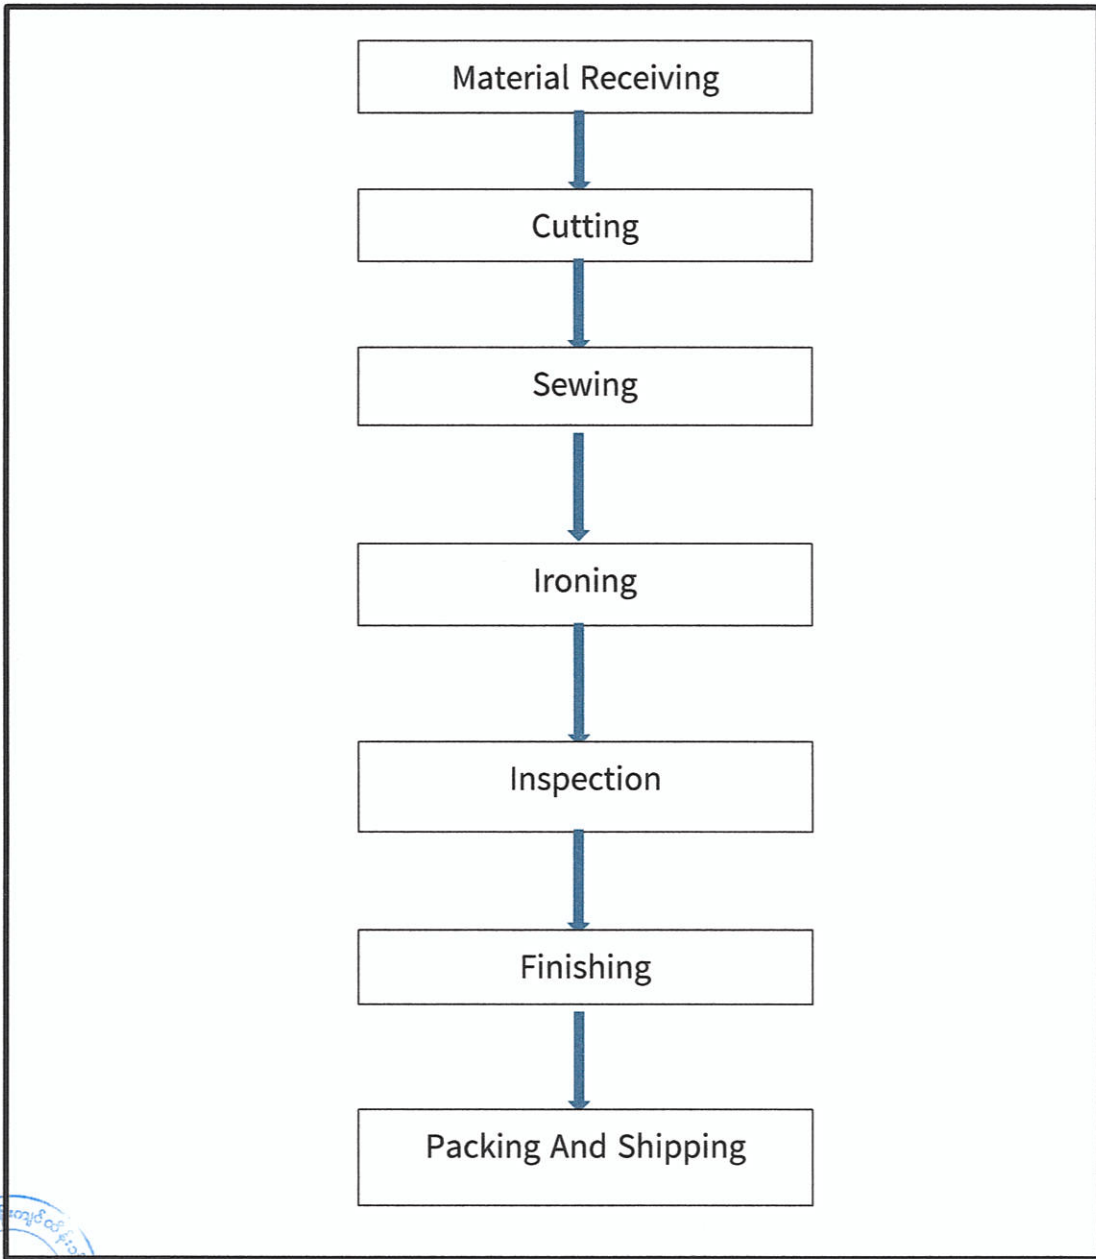 Material Receiving
Cutting
Sewing
Ironing
Inspection
Finishing
Packing And Shipping